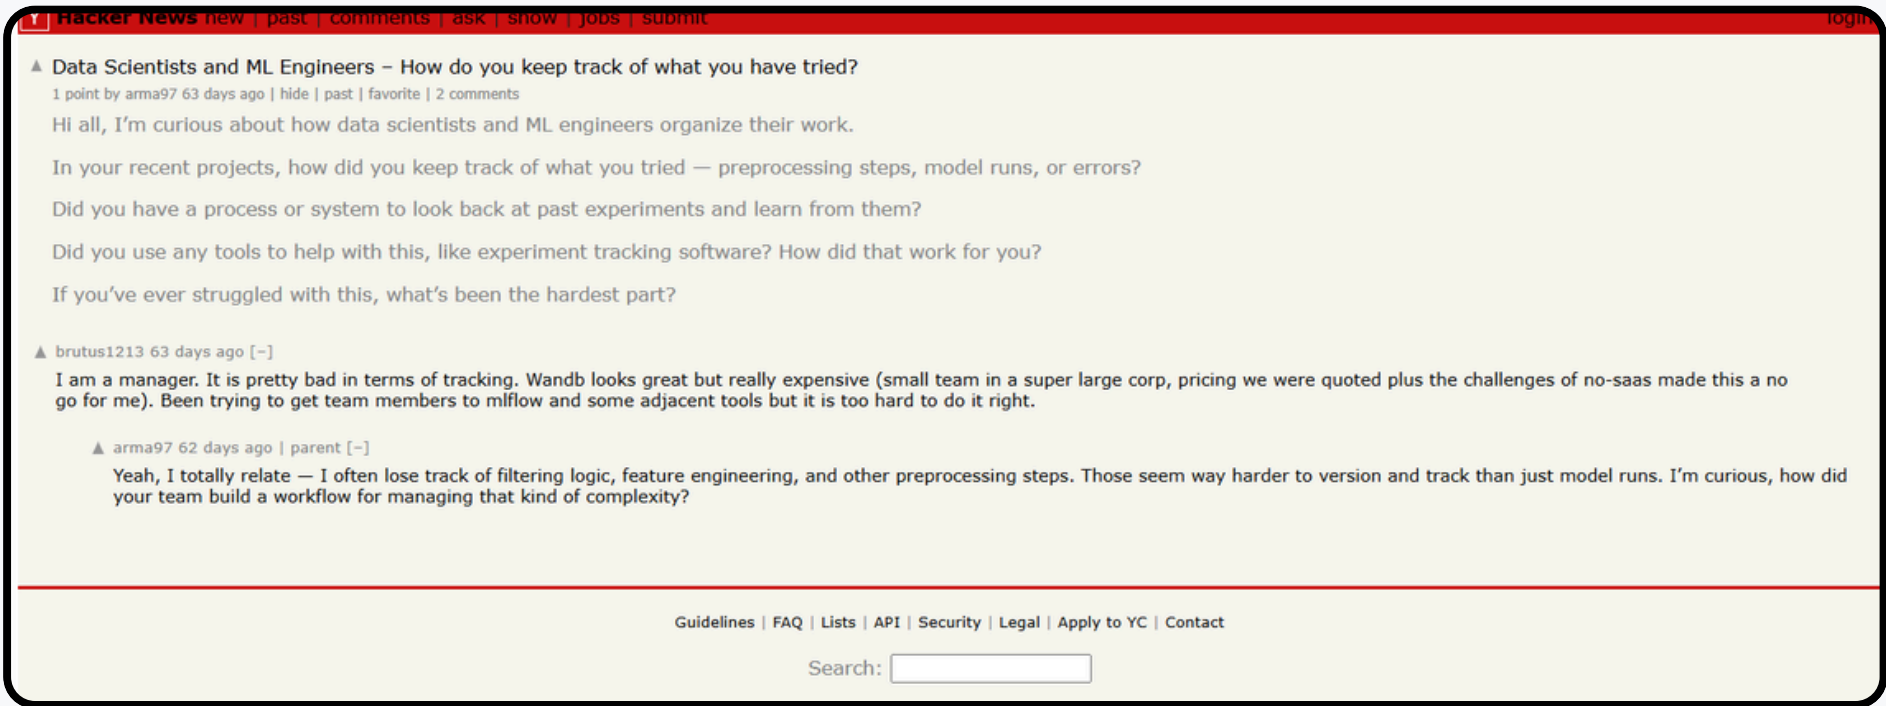 Y Hacker News new | past | comments | ask | show | jobs | submit login
▲ Data Scientists and ML Engineers – How do you keep track of what you have tried?
1 point by arma97 63 days ago | hide | past | favorite | 2 comments
Hi all, I’m curious about how data scientists and ML engineers organize their work.
In your recent projects, how did you keep track of what you tried — preprocessing steps, model runs, or errors?
Did you have a process or system to look back at past experiments and learn from them?
Did you use any tools to help with this, like experiment tracking software? How did that work for you?
If you’ve ever struggled with this, what’s been the hardest part?
▲ brutus1213 63 days ago [–]
I am a manager. It is pretty bad in terms of tracking. Wandb looks great but really expensive (small team in a super large corp, pricing we were quoted plus the challenges of no-saas made this a no
go for me). Been trying to get team members to mlflow and some adjacent tools but it is too hard to do it right.
▲ arma97 62 days ago | parent [–]
Yeah, I totally relate — I often lose track of filtering logic, feature engineering, and other preprocessing steps. Those seem way harder to version and track than just model runs. I’m curious, how did
your team build a workflow for managing that kind of complexity?
Guidelines | FAQ | Lists | API | Security | Legal | Apply to YC | Contact
Search: